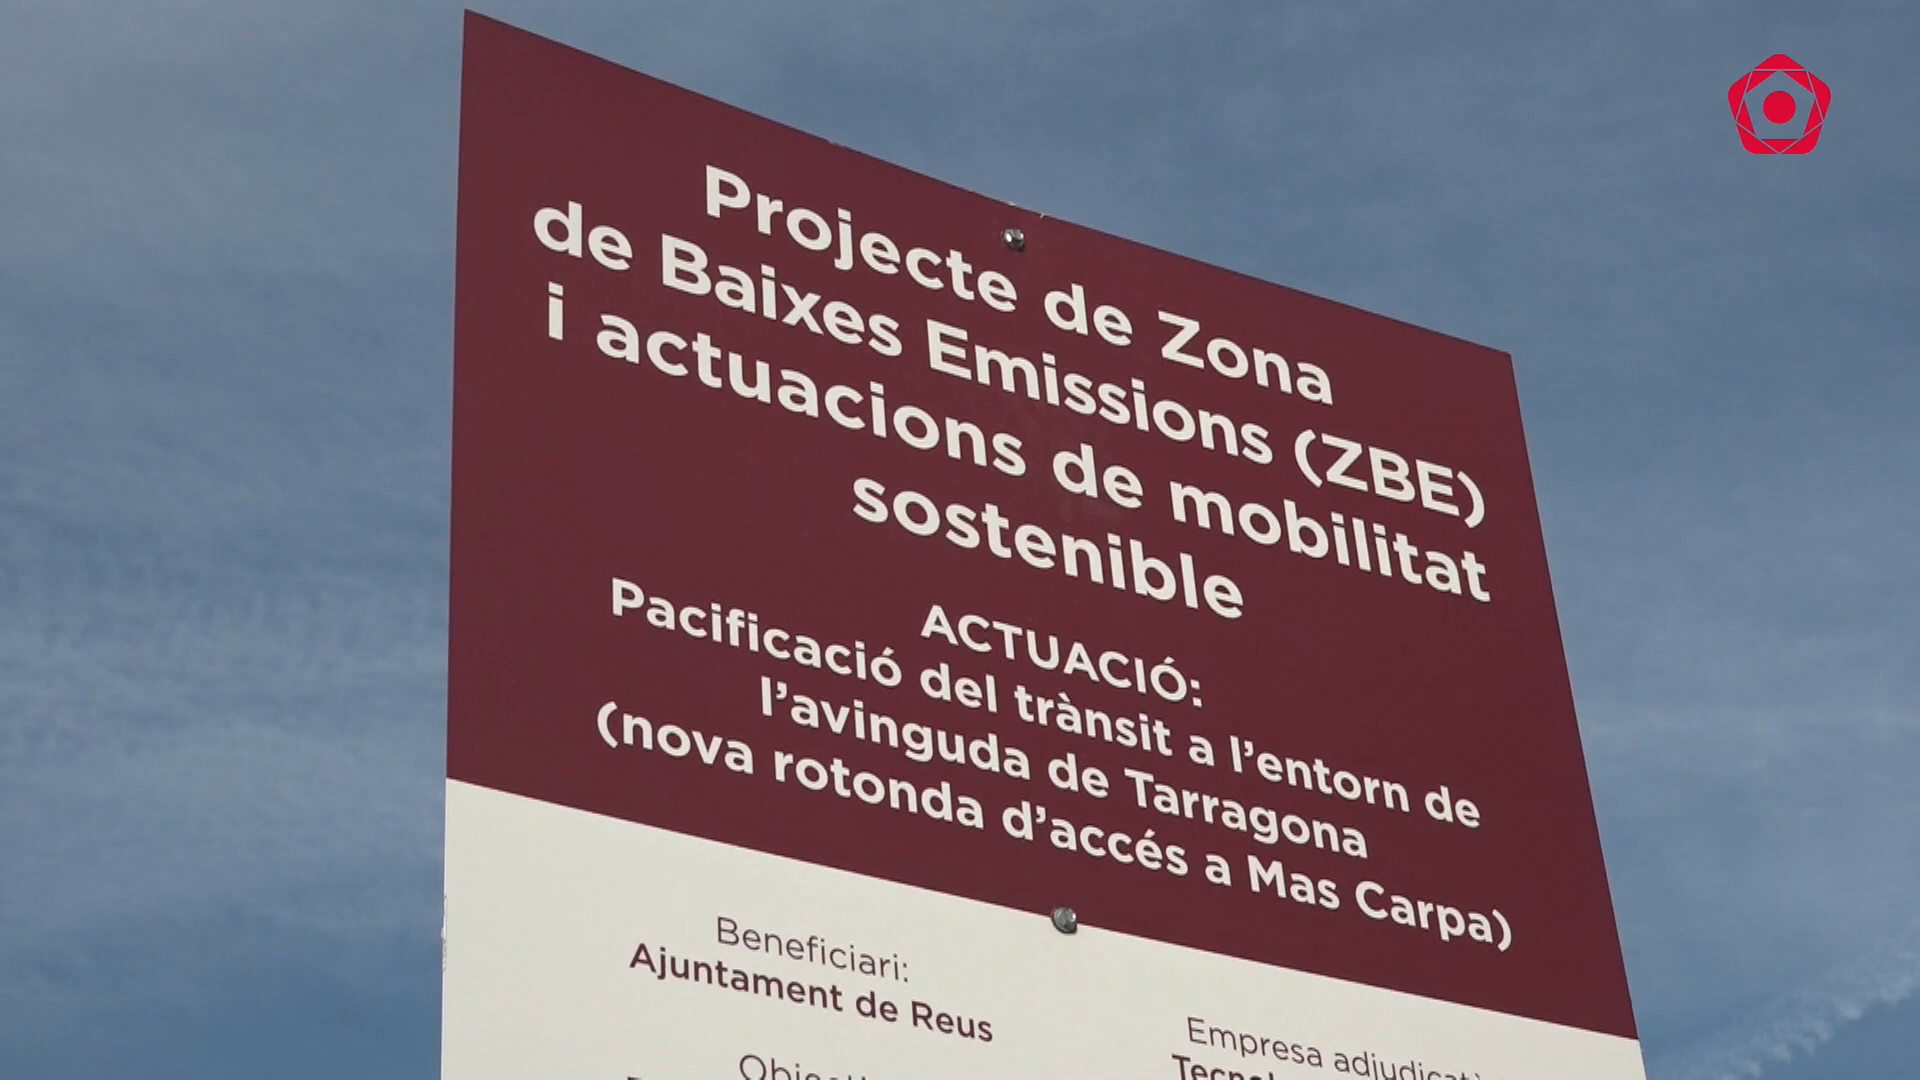 Projecte de Zona
de Baixes Emissions (ZBE)
i actuacions de mobilitat
sostenible
ACTUACIÓ:
Pacificació del trànsit a l'entorn de
l'avinguda de Tarragona
(nova rotonda d'accés a Mas Carpa)
Beneficiari:
Ajuntament de Reus
Empresa